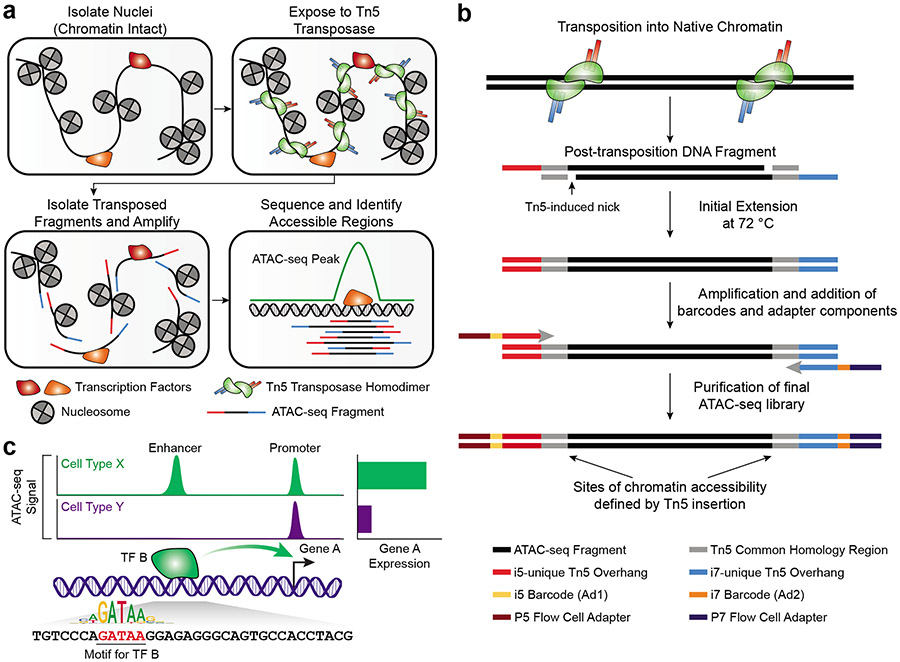 a
Isolate Nuclei
(Chromatin Intact)
Expose to Tn5
Transposase
Isolate Transposed
Fragments and Amplify
Sequence and Identify
Accessible Regions
ATAC-seq Peak
Transcription Factors
Tn5 Transposase Homodimer
Nucleosome
ATAC-seq Fragment
b
Transposition into Native Chromatin
Post-transposition DNA Fragment
Tn5-induced nick
Initial Extension
at 72 °C
Amplification and addition of
barcodes and adapter components
Purification of final
ATAC-seq library
Sites of chromatin accessibility
defined by Tn5 insertion
ATAC-seq Fragment
Tn5 Common Homology Region
i5-unique Tn5 Overhang
i7-unique Tn5 Overhang
i5 Barcode (Ad1)
i7 Barcode (Ad2)
P5 Flow Cell Adapter
P7 Flow Cell Adapter
c
Enhancer
Promoter
ATAC-seq
Signal
Cell Type X
Cell Type Y
TF B
Gene A
Gene A
Expression
GATAA
TGTCCCAGATAAGGAGAGGGCAGTGCCACCTACG
Motif for TF B